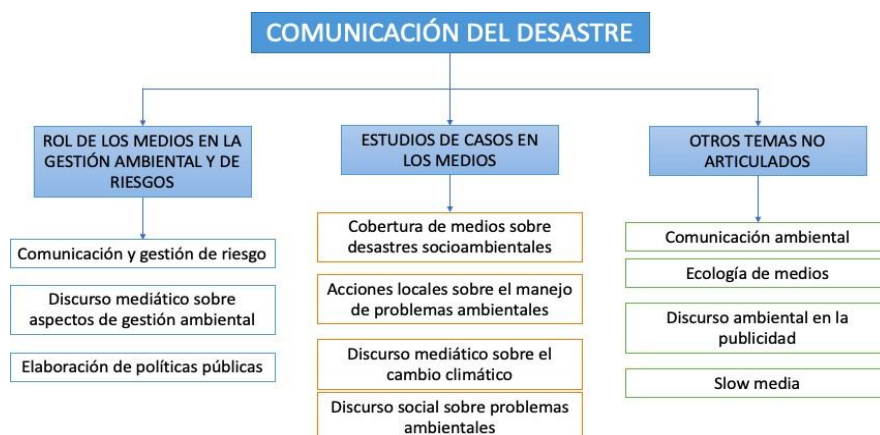 COMUNICACIÓN DEL DESASTRE
ROL DE LOS MEDIOS EN LA
GESTIÓN AMBIENTAL Y DE
RIESGOS
Comunicación y gestión de riesgo
Discurso mediático sobre
aspectos de gestión ambiental
Elaboración de políticas públicas
ESTUDIOS DE CASOS EN
LOS MEDIOS
Cobertura de medios sobre
desastres socioambientales
Acciones locales sobre el manejo
de problemas ambientales
Discurso mediático sobre el
cambio climático
Discurso social sobre problemas
ambientales
OTROS TEMAS NO
ARTICULADOS
Comunicación ambiental
Ecología de medios
Discurso ambiental en la
publicidad
Slow media